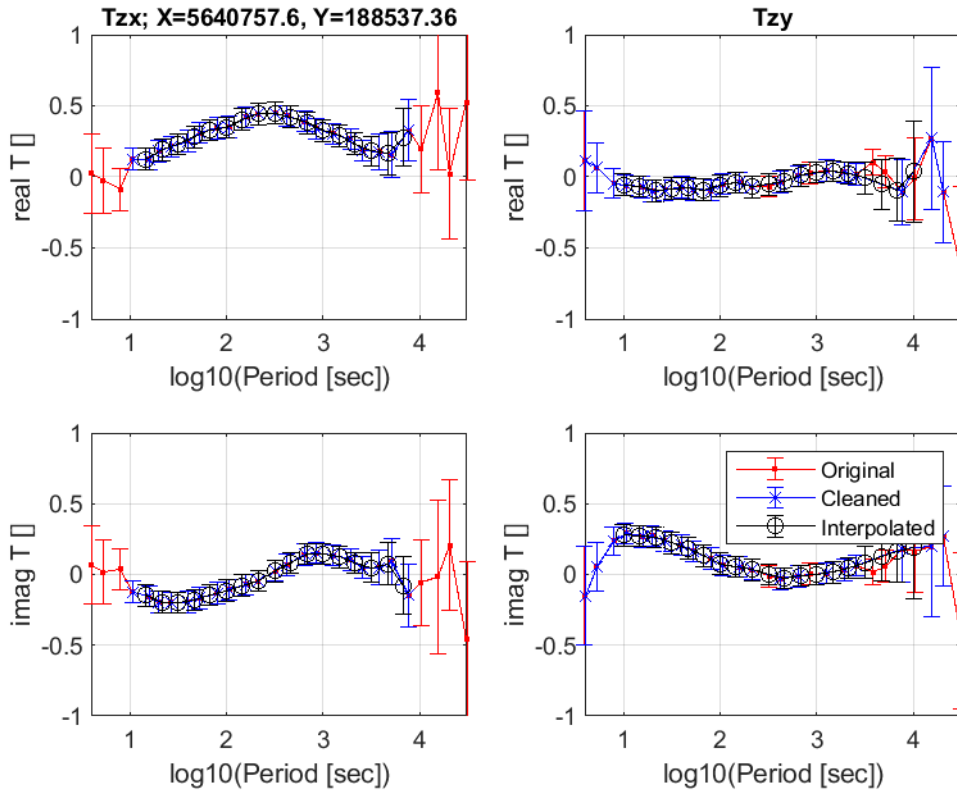 Tzx; X=5640757.6, Y=188537.36
1
0.5
0
-0.5
-1
real T []
1 2 3 4
log10(Period [sec])
Tzy
1
0.5
0
-0.5
-1
real T []
1 2 3 4
log10(Period [sec])
1
0.5
0
-0.5
-1
imag T []
1 2 3 4
log10(Period [sec])
1
0.5
0
-0.5
-1
imag T []
Original
Cleaned
Interpolated
1 2 3 4
log10(Period [sec])